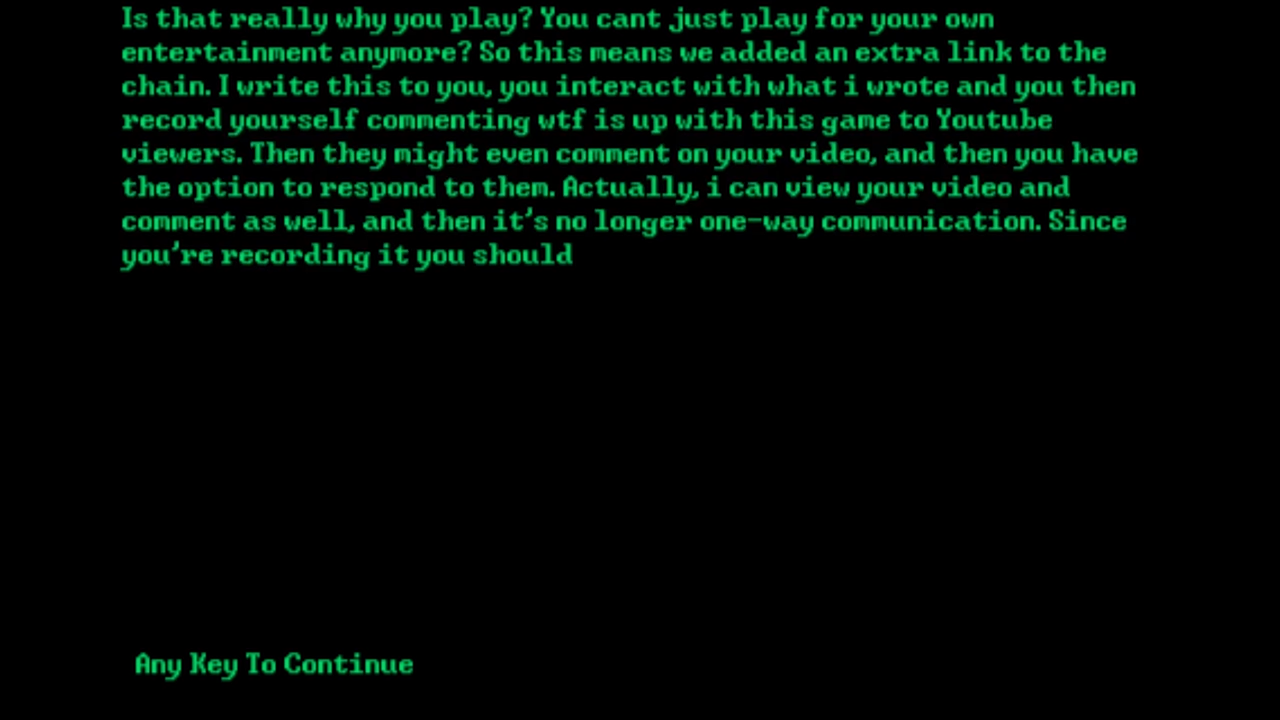 Is that really why you play? You cant just play for your own
entertainment anymore? So this means we added an extra link to the
chain. I write this to you, you interact with what i wrote and you then
record yourself commenting wtf is up with this game to Youtube
viewers. Then they might even comment on your video, and then you have
the option to respond to them. Actually, i can view your video and
comment as well, and then it's no longer one-way communication. Since
you're recording it you should
Any Key To Continue